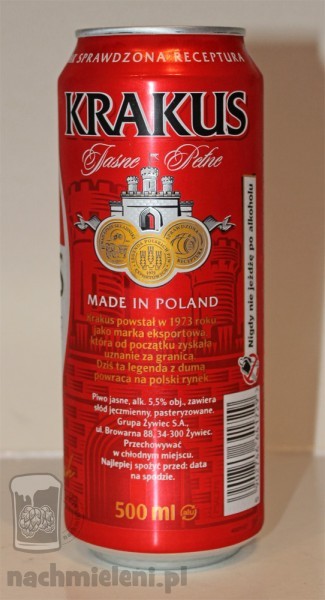 SPRAWDZONA RECEPTURA
KRAKUS
Jasne Pełne
MADE IN POLAND
Krakus powstał w 1973 roku
jako marka eksportowa
która od początku zyskała
uznanie za granicą.
Dziś ta legenda z dumą
powraca na polski rynek.
Piwo jasne, alk. 5,5% obj., zawiera
słód jęczmienny, pasteryzowane.
Grupa Żywiec S.A.,
ul. Browarna 88, 34-300 Żywiec.
Przechowywać
w chłodnym miejscu.
Najlepiej spożyć przed: data
na spodzie.
500 ml
Nigdy nie jeżdżę po alkoholu
nachmieleni.pl